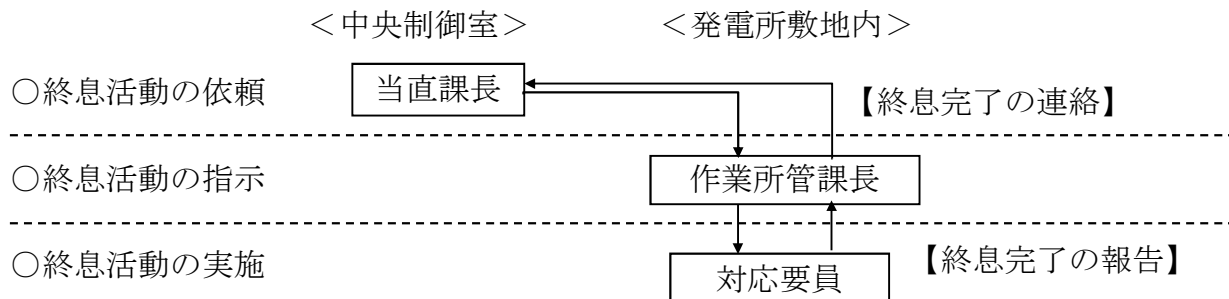 ＜中央制御室＞ ＜発電所敷地内＞
○終息活動の依頼 当直課長 【終息完了の連絡】
○終息活動の指示 作業所管課長
○終息活動の実施 対応要員 【終息完了の報告】